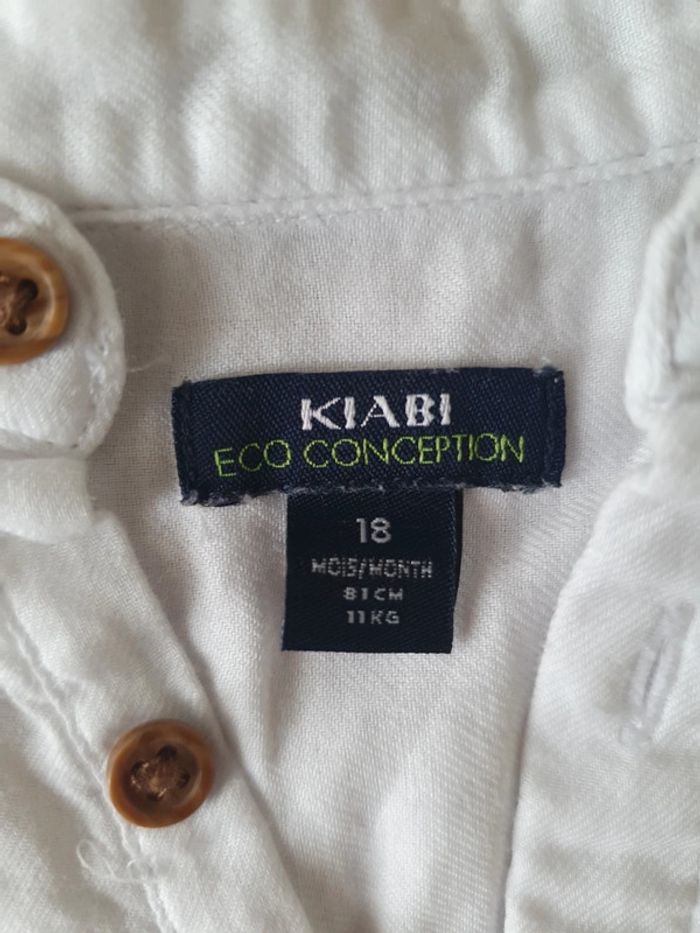 KIABI
ECO CONCEPTION
18
MOIS/MONTH
81CM
11KG